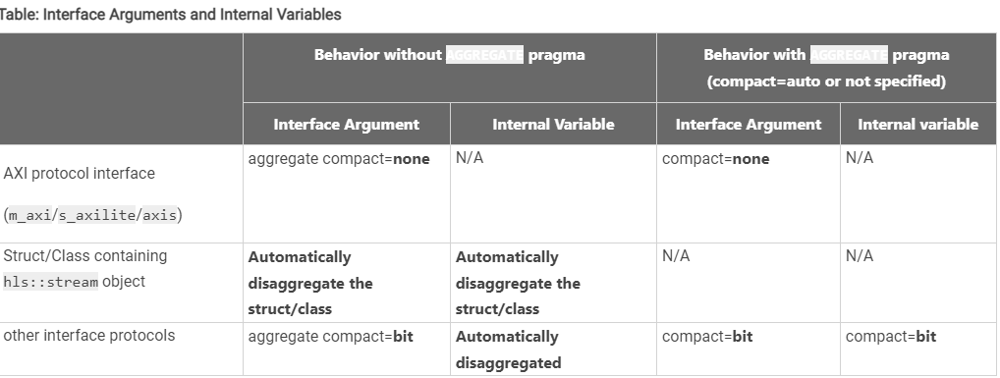 Table: Interface Arguments and Internal Variables
Behavior without AGGREGATE pragma
Behavior with AGGREGATE pragma
(compact=auto or not specified)
Interface Argument
Internal Variable
Interface Argument
Internal variable
AXI protocol interface
(m_axi/s_axilite/axis)
aggregate compact=none
N/A
compact=none
N/A
Struct/Class containing
hls::stream object
Automatically
disaggregate the
struct/class
Automatically
disaggregate the
struct/class
N/A
N/A
other interface protocols
aggregate compact=bit
Automatically
disaggregated
compact=bit
compact=bit